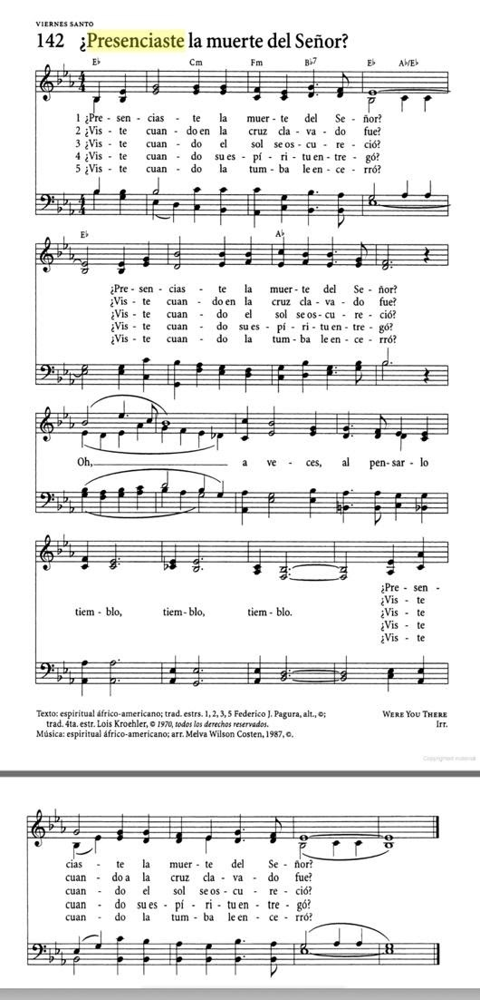 VIERNES SANTO
142 ¿Presenciaste la muerte del Señor?
E♭ Cm Fm B♭7 E♭ A♭/E♭
1 ¿Pre - sen - cias - te la muer - te del Se - ñor?
2 ¿Vis - te cuan - do en la cruz cla - va - do fue?
3 ¿Vis - te cuan - do el sol se os - cu - re - ció?
4 ¿Vis - te cuan - do su es - pí - ri - tu en - tre - gó?
5 ¿Vis - te cuan - do la tum - ba le en - ce - rró?
E♭ A♭
¿Pre - sen - cias - te la muer - te del Se - ñor?
¿Vis - te cuan - do en la cruz cla - va - do fue?
¿Vis - te cuan - do el sol se os - cu - re - ció?
¿Vis - te cuan - do su es - pí - ri - tu en - tre - gó?
¿Vis - te cuan - do la tum - ba le en - ce - rró?
Oh, a ve - ces, al pen - sar - lo
¿Pre - sen -
tiem - blo, tiem - blo, tiem - blo. ¿Vis - te
¿Vis - te
¿Vis - te
¿Vis - te
Texto: espiritual áfrico-americano; trad. estrs. 1, 2, 3, 5 Federico J. Pagura, alt., ©; WERE YOU THERE
trad. 4ta. estr. Lois Kroehler, © 1970, todos los derechos reservados. Irr.
Música: espiritual áfrico-americano; arr. Melva Wilson Costen, 1987, ©.
Copyrighted material
cias - te la muer - te del Se - ñor?
cuan - do a la cruz cla - va - do fue?
cuan - do el sol se os - cu - re - ció?
cuan - do su es - pí - ri - tu en - tre - gó?
cuan - do la tum - ba le en - ce - rró?